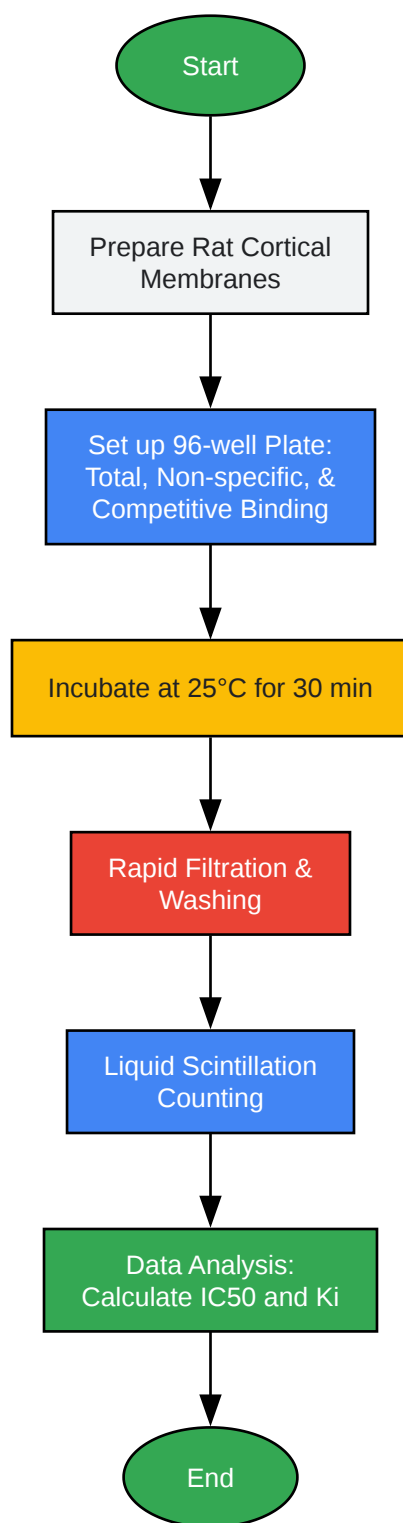 Start
Prepare Rat Cortical
Membranes
Set up 96-well Plate:
Total, Non-specific, &
Competitive Binding
Incubate at 25°C for 30 min
Rapid Filtration &
Washing
Liquid Scintillation
Counting
Data Analysis:
Calculate IC50 and Ki
End